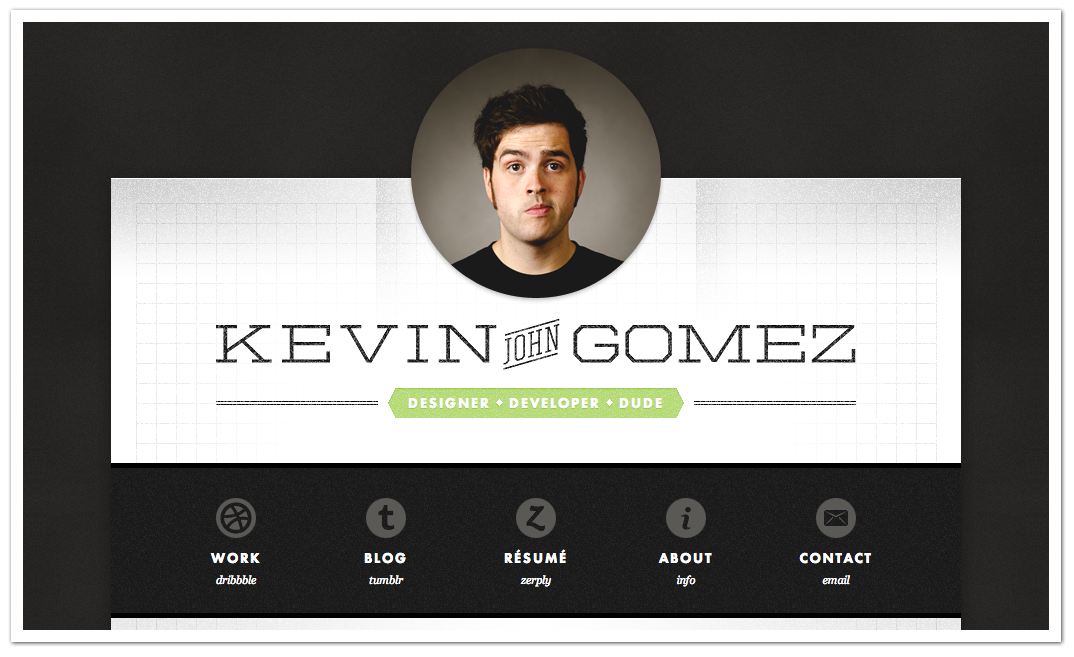 KEVIN JOHN GOMEZ
DESIGNER DEVELOPER DUDE
WORK BLOG RÉSUMÉ ABOUT CONTACT
dribbble tumblr zerply info email